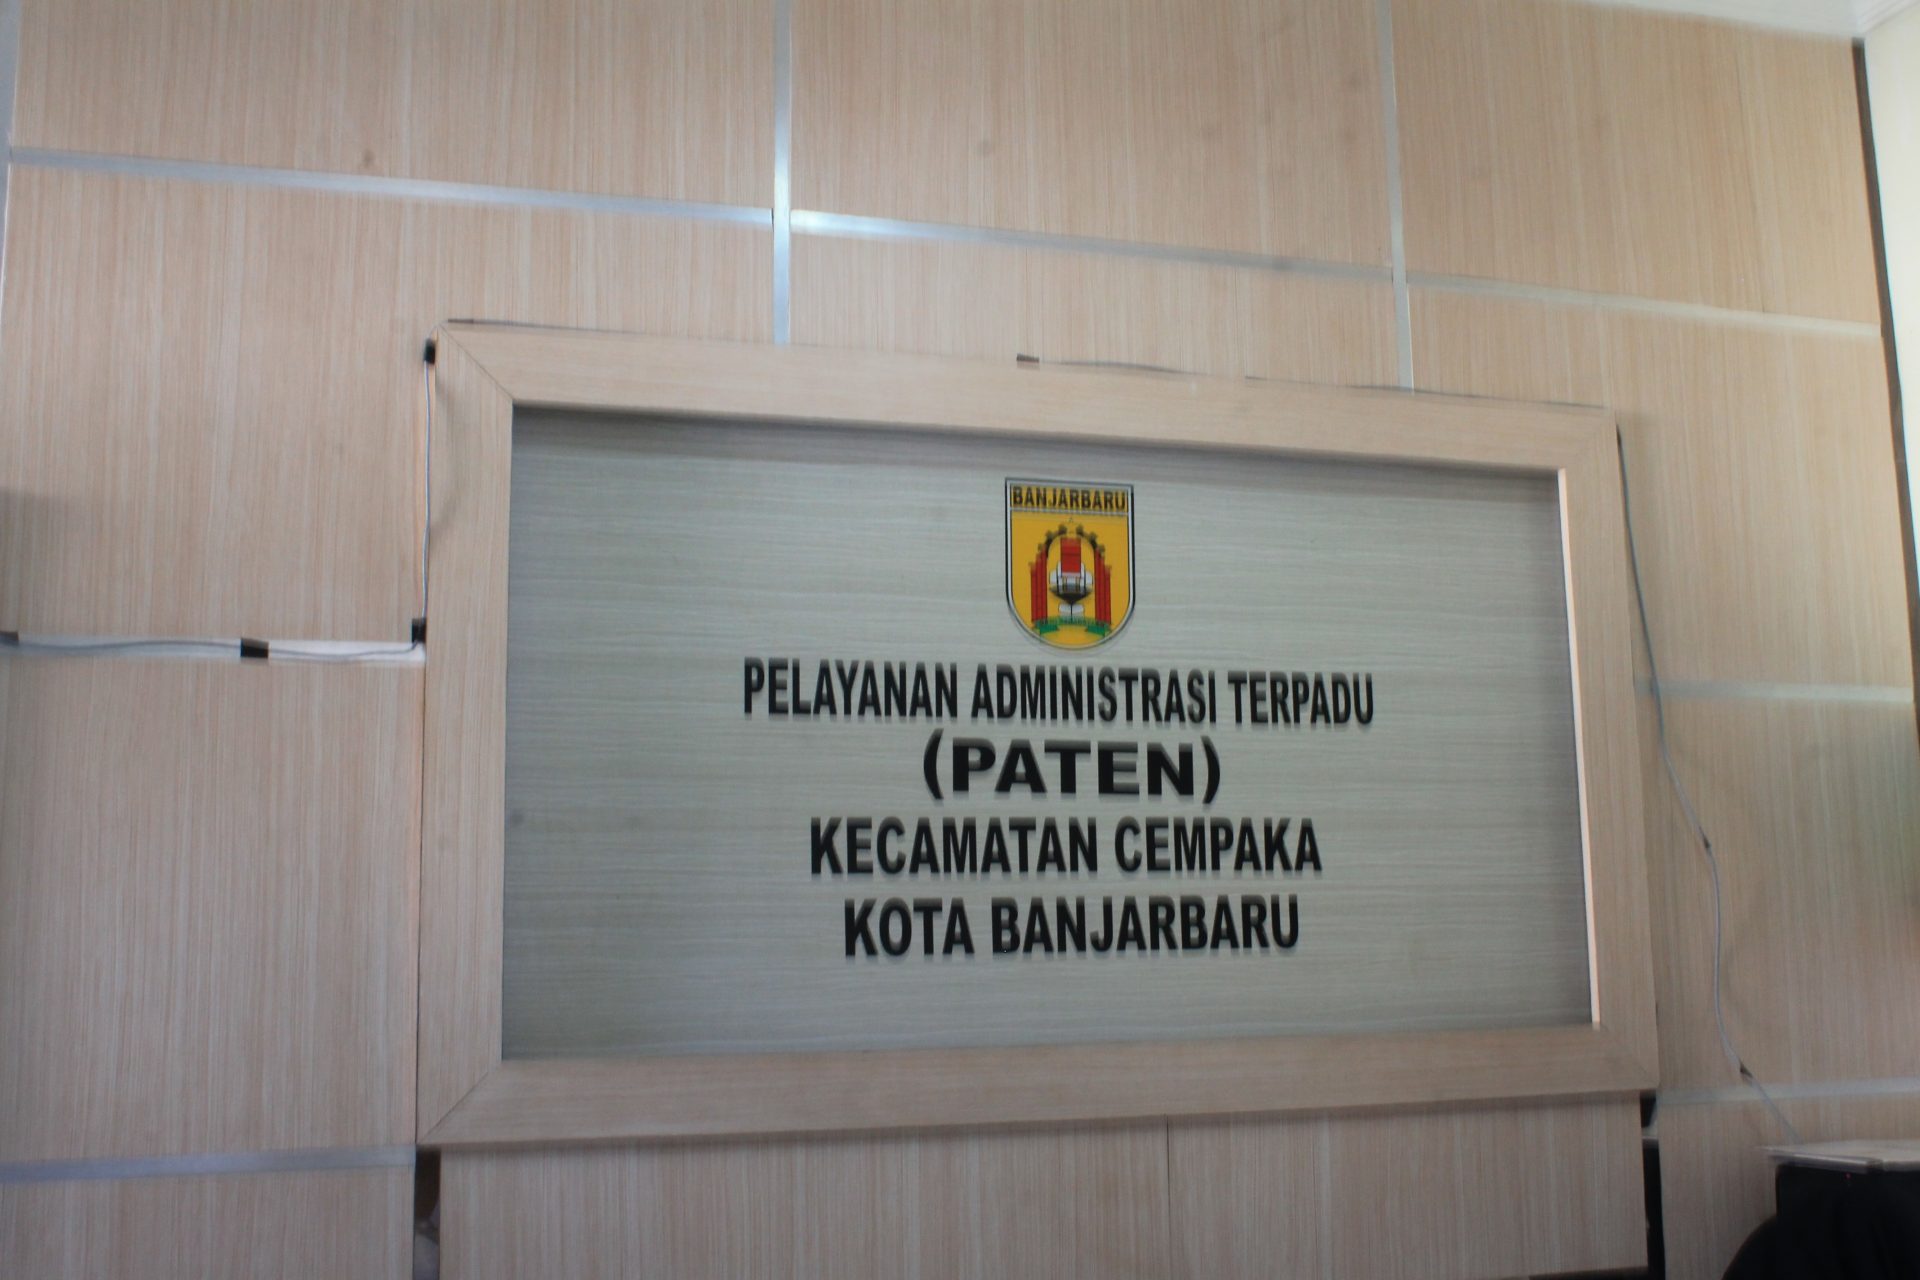 BANJARBARU
PELAYANAN ADMINISTRASI TERPADU
(PATEN)
KECAMATAN CEMPAKA
KOTA BANJARBARU